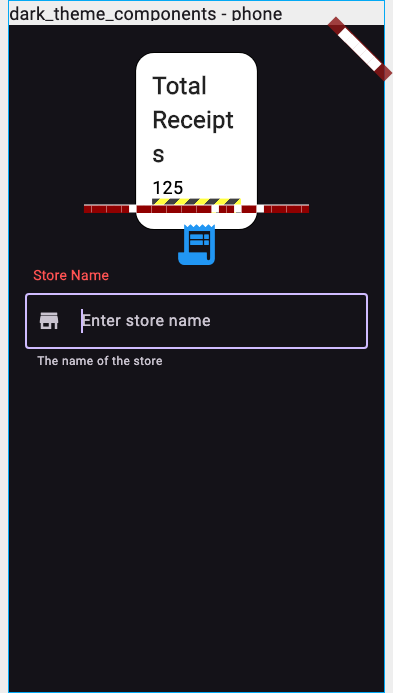 dark_theme_components - phone
Total
Receipt
s
125
Store Name
Enter store name
The name of the store